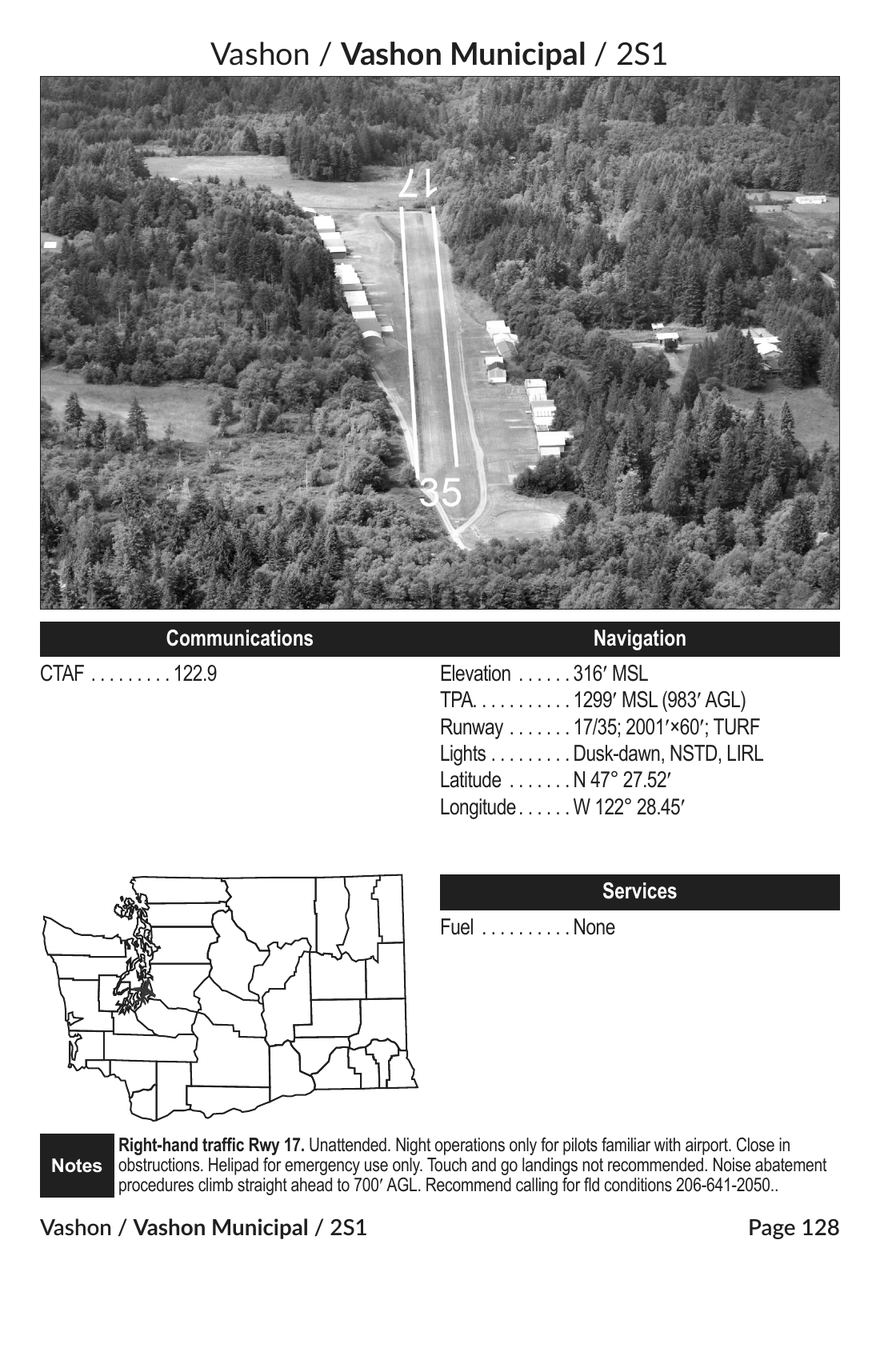 Vashon / Vashon Municipal / 2S1
17
35
Communications
CTAF . . . . . . . . . 122.9
Navigation
Elevation . . . . . . 316′ MSL
TPA. . . . . . . . . . . 1299′ MSL (983′ AGL)
Runway . . . . . . . 17/35; 2001′×60′; TURF
Lights . . . . . . . . . Dusk-dawn, NSTD, LIRL
Latitude . . . . . . . N 47° 27.52′
Longitude . . . . . . W 122° 28.45′
Services
Fuel . . . . . . . . . . None
Notes
Right-hand traffic Rwy 17. Unattended. Night operations only for pilots familiar with airport. Close in
obstructions. Helipad for emergency use only. Touch and go landings not recommended. Noise abatement
procedures climb straight ahead to 700′ AGL. Recommend calling for fld conditions 206-641-2050..
Vashon / Vashon Municipal / 2S1
Page 128